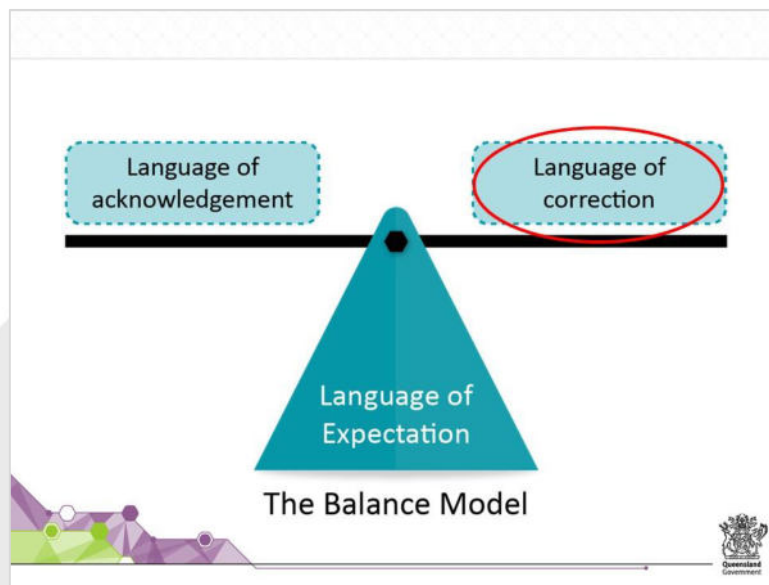 Language of
acknowledgement
Language of
correction
Language of
Expectation
The Balance Model
Queensland
Government